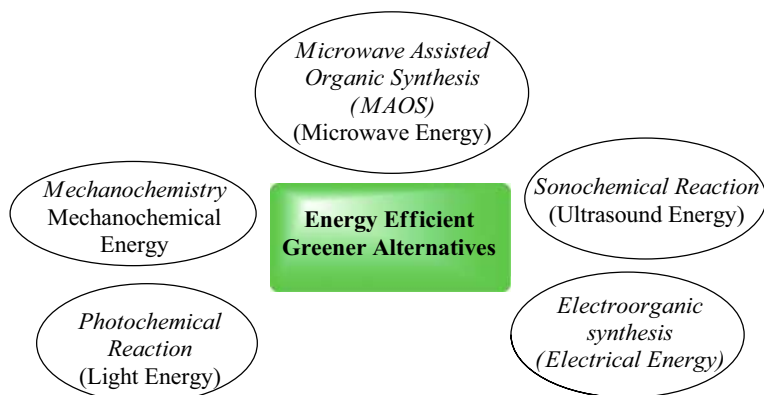 Microwave Assisted
Organic Synthesis
(MAOS)
(Microwave Energy)
Mechanochemistry
Mechanochemical
Energy
Energy Efficient
Greener Alternatives
Sonochemical Reaction
(Ultrasound Energy)
Photochemical
Reaction
(Light Energy)
Electroorganic
synthesis
(Electrical Energy)